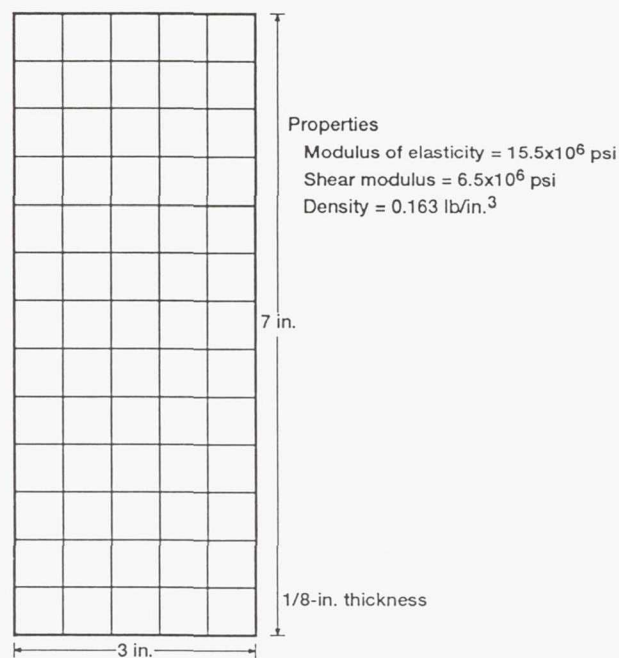 Properties
Modulus of elasticity = 15.5x10⁶ psi
Shear modulus = 6.5x10⁶ psi
Density = 0.163 lb/in.³
7 in.
1/8-in. thickness
3 in.